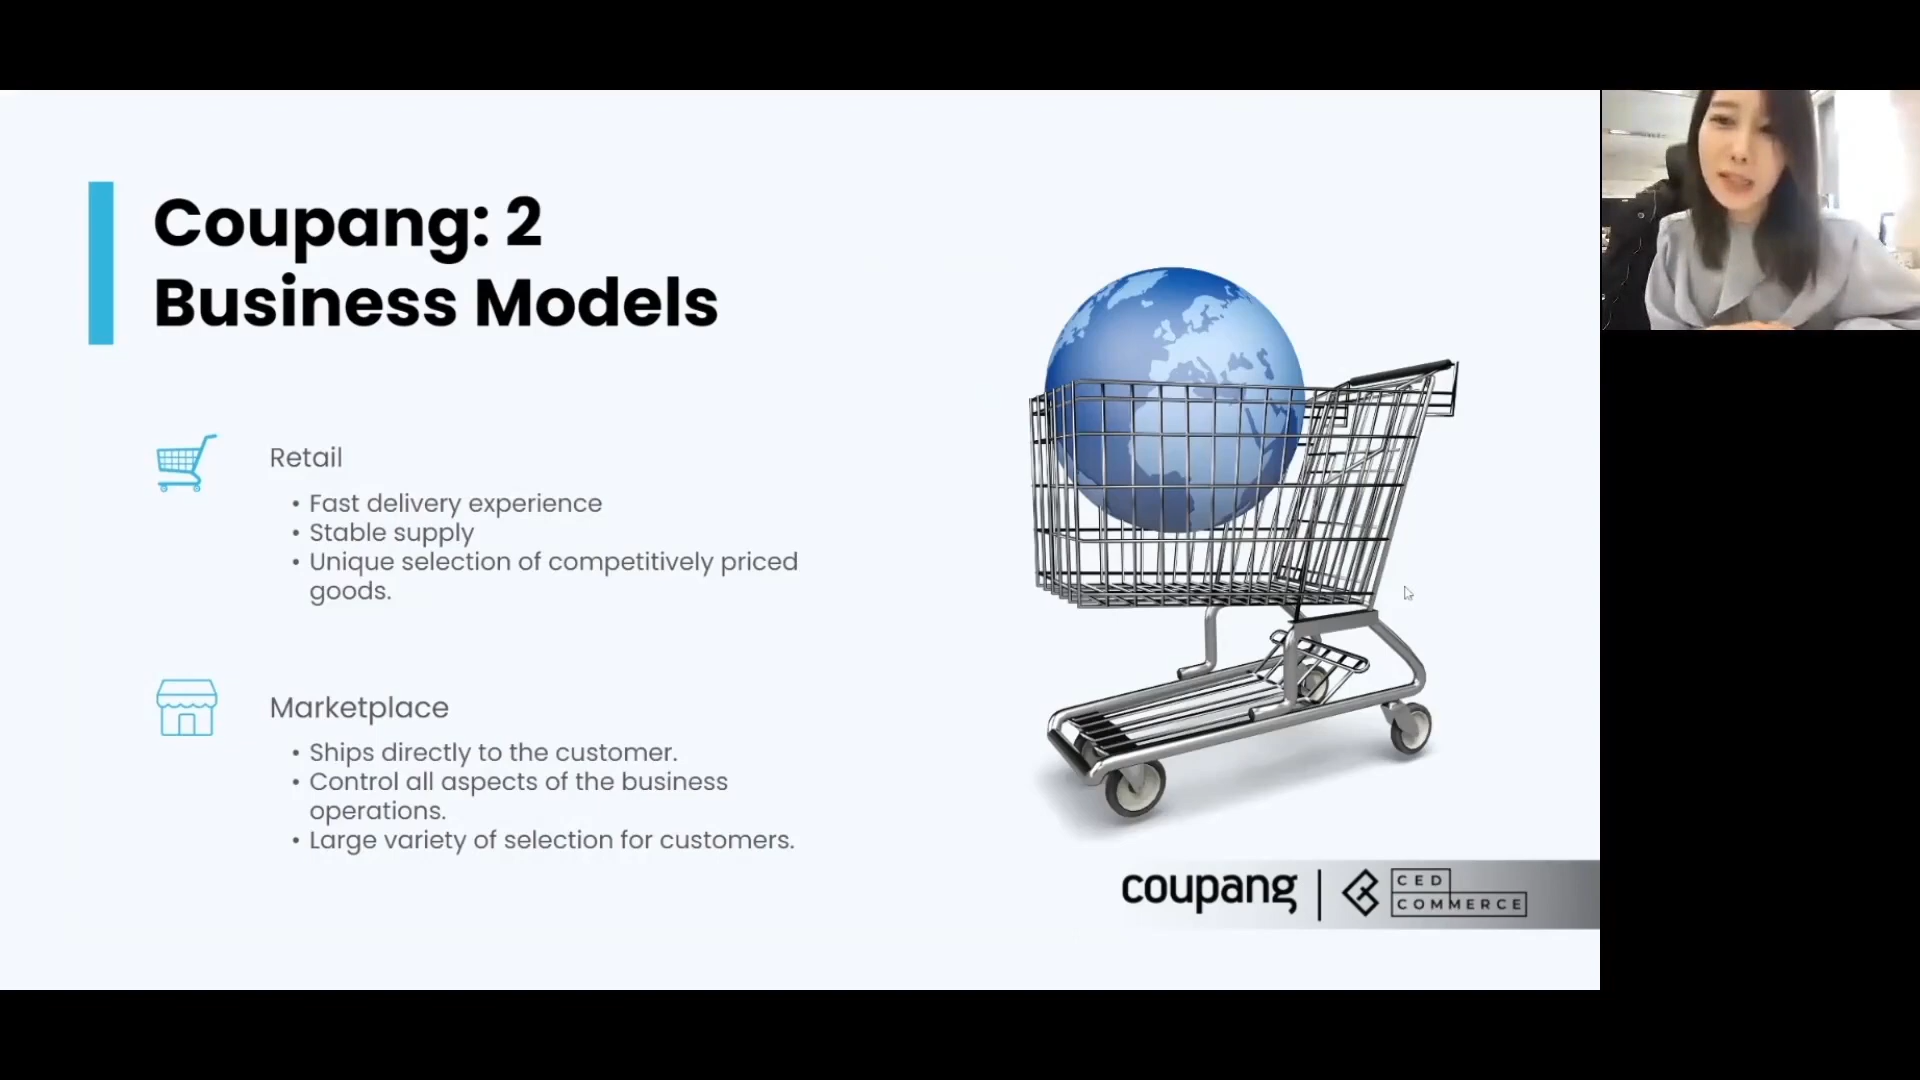 Coupang: 2
Business Models
Retail
• Fast delivery experience
• Stable supply
• Unique selection of competitively priced
goods.
Marketplace
• Ships directly to the customer.
• Control all aspects of the business
operations.
• Large variety of selection for customers.
coupang
CED
COMMERCE